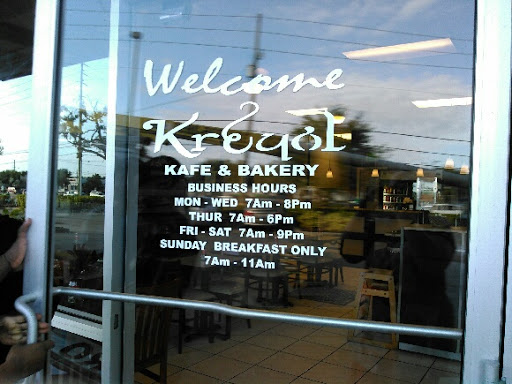 Welcome
2
Kreyol
KAFE & BAKERY
BUSINESS HOURS
MON - WED 7Am - 8Pm
THUR 7Am - 6Pm
FRI - SAT 7Am - 9Pm
SUNDAY BREAKFAST ONLY
7Am - 11Am